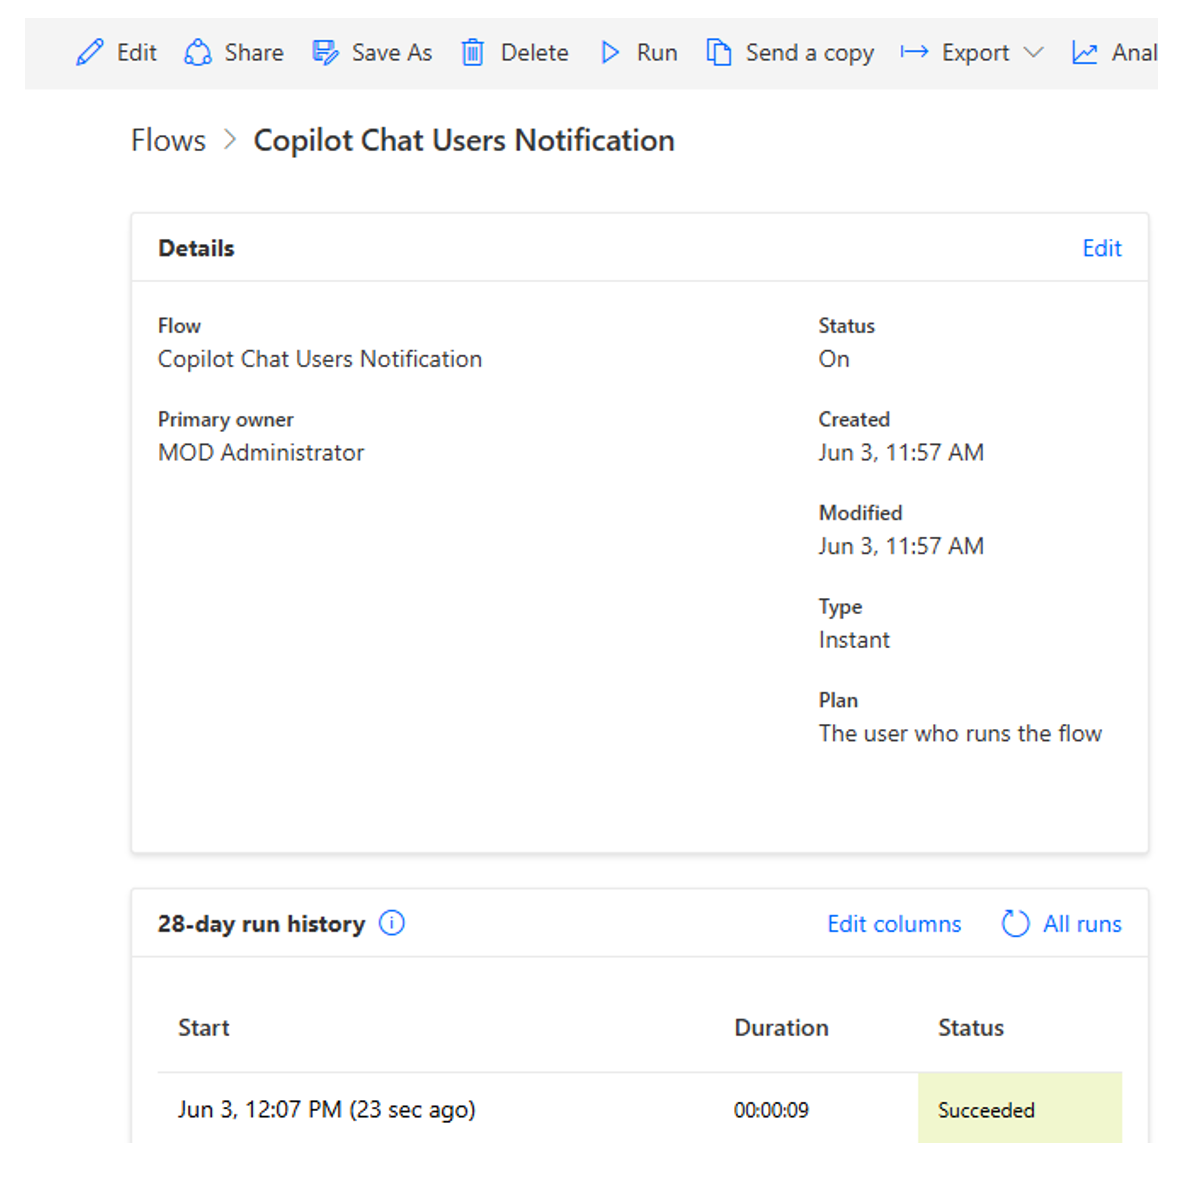 Edit Share Save As Delete Run Send a copy Export Anal
Flows > Copilot Chat Users Notification
Details Edit
Flow
Copilot Chat Users Notification
Primary owner
MOD Administrator
Status
On
Created
Jun 3, 11:57 AM
Modified
Jun 3, 11:57 AM
Type
Instant
Plan
The user who runs the flow
28-day run history Edit columns All runs
Start Duration Status
Jun 3, 12:07 PM (23 sec ago) 00:00:09 Succeeded